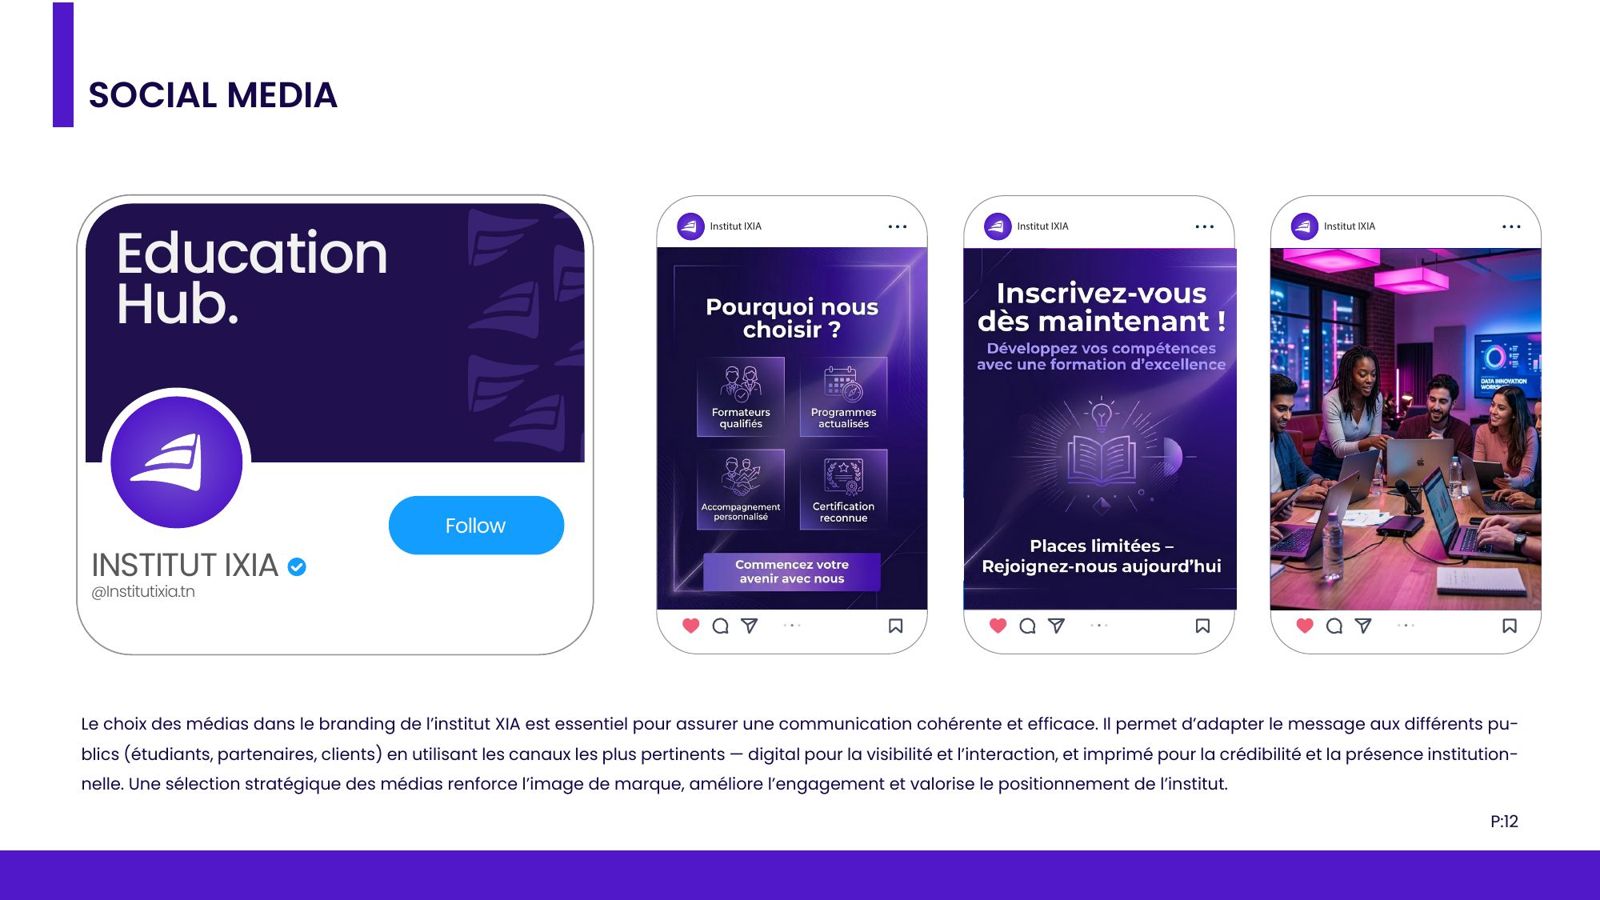 SOCIAL MEDIA
Education
Hub.
Follow
INSTITUT IXIA
@Institutixia.tn
Institut IXIA
Pourquoi nous
choisir ?
Formateurs
qualifiés
Programmes
actualisés
Accompagnement
personnalisé
Certification
reconnue
Commencez votre
avenir avec nous
Institut IXIA
Inscrivez-vous
dès maintenant !
Développez vos compétences
avec une formation d'excellence
Places limitées –
Rejoignez-nous aujourd'hui
Institut IXIA
DATA INNOVATION
Le choix des médias dans le branding de l'institut XIA est essentiel pour assurer une communication cohérente et efficace. Il permet d'adapter le message aux différents pu-
blics (étudiants, partenaires, clients) en utilisant les canaux les plus pertinents — digital pour la visibilité et l'interaction, et imprimé pour la crédibilité et la présence institution-
nelle. Une sélection stratégique des médias renforce l'image de marque, améliore l'engagement et valorise le positionnement de l'institut.
P:12